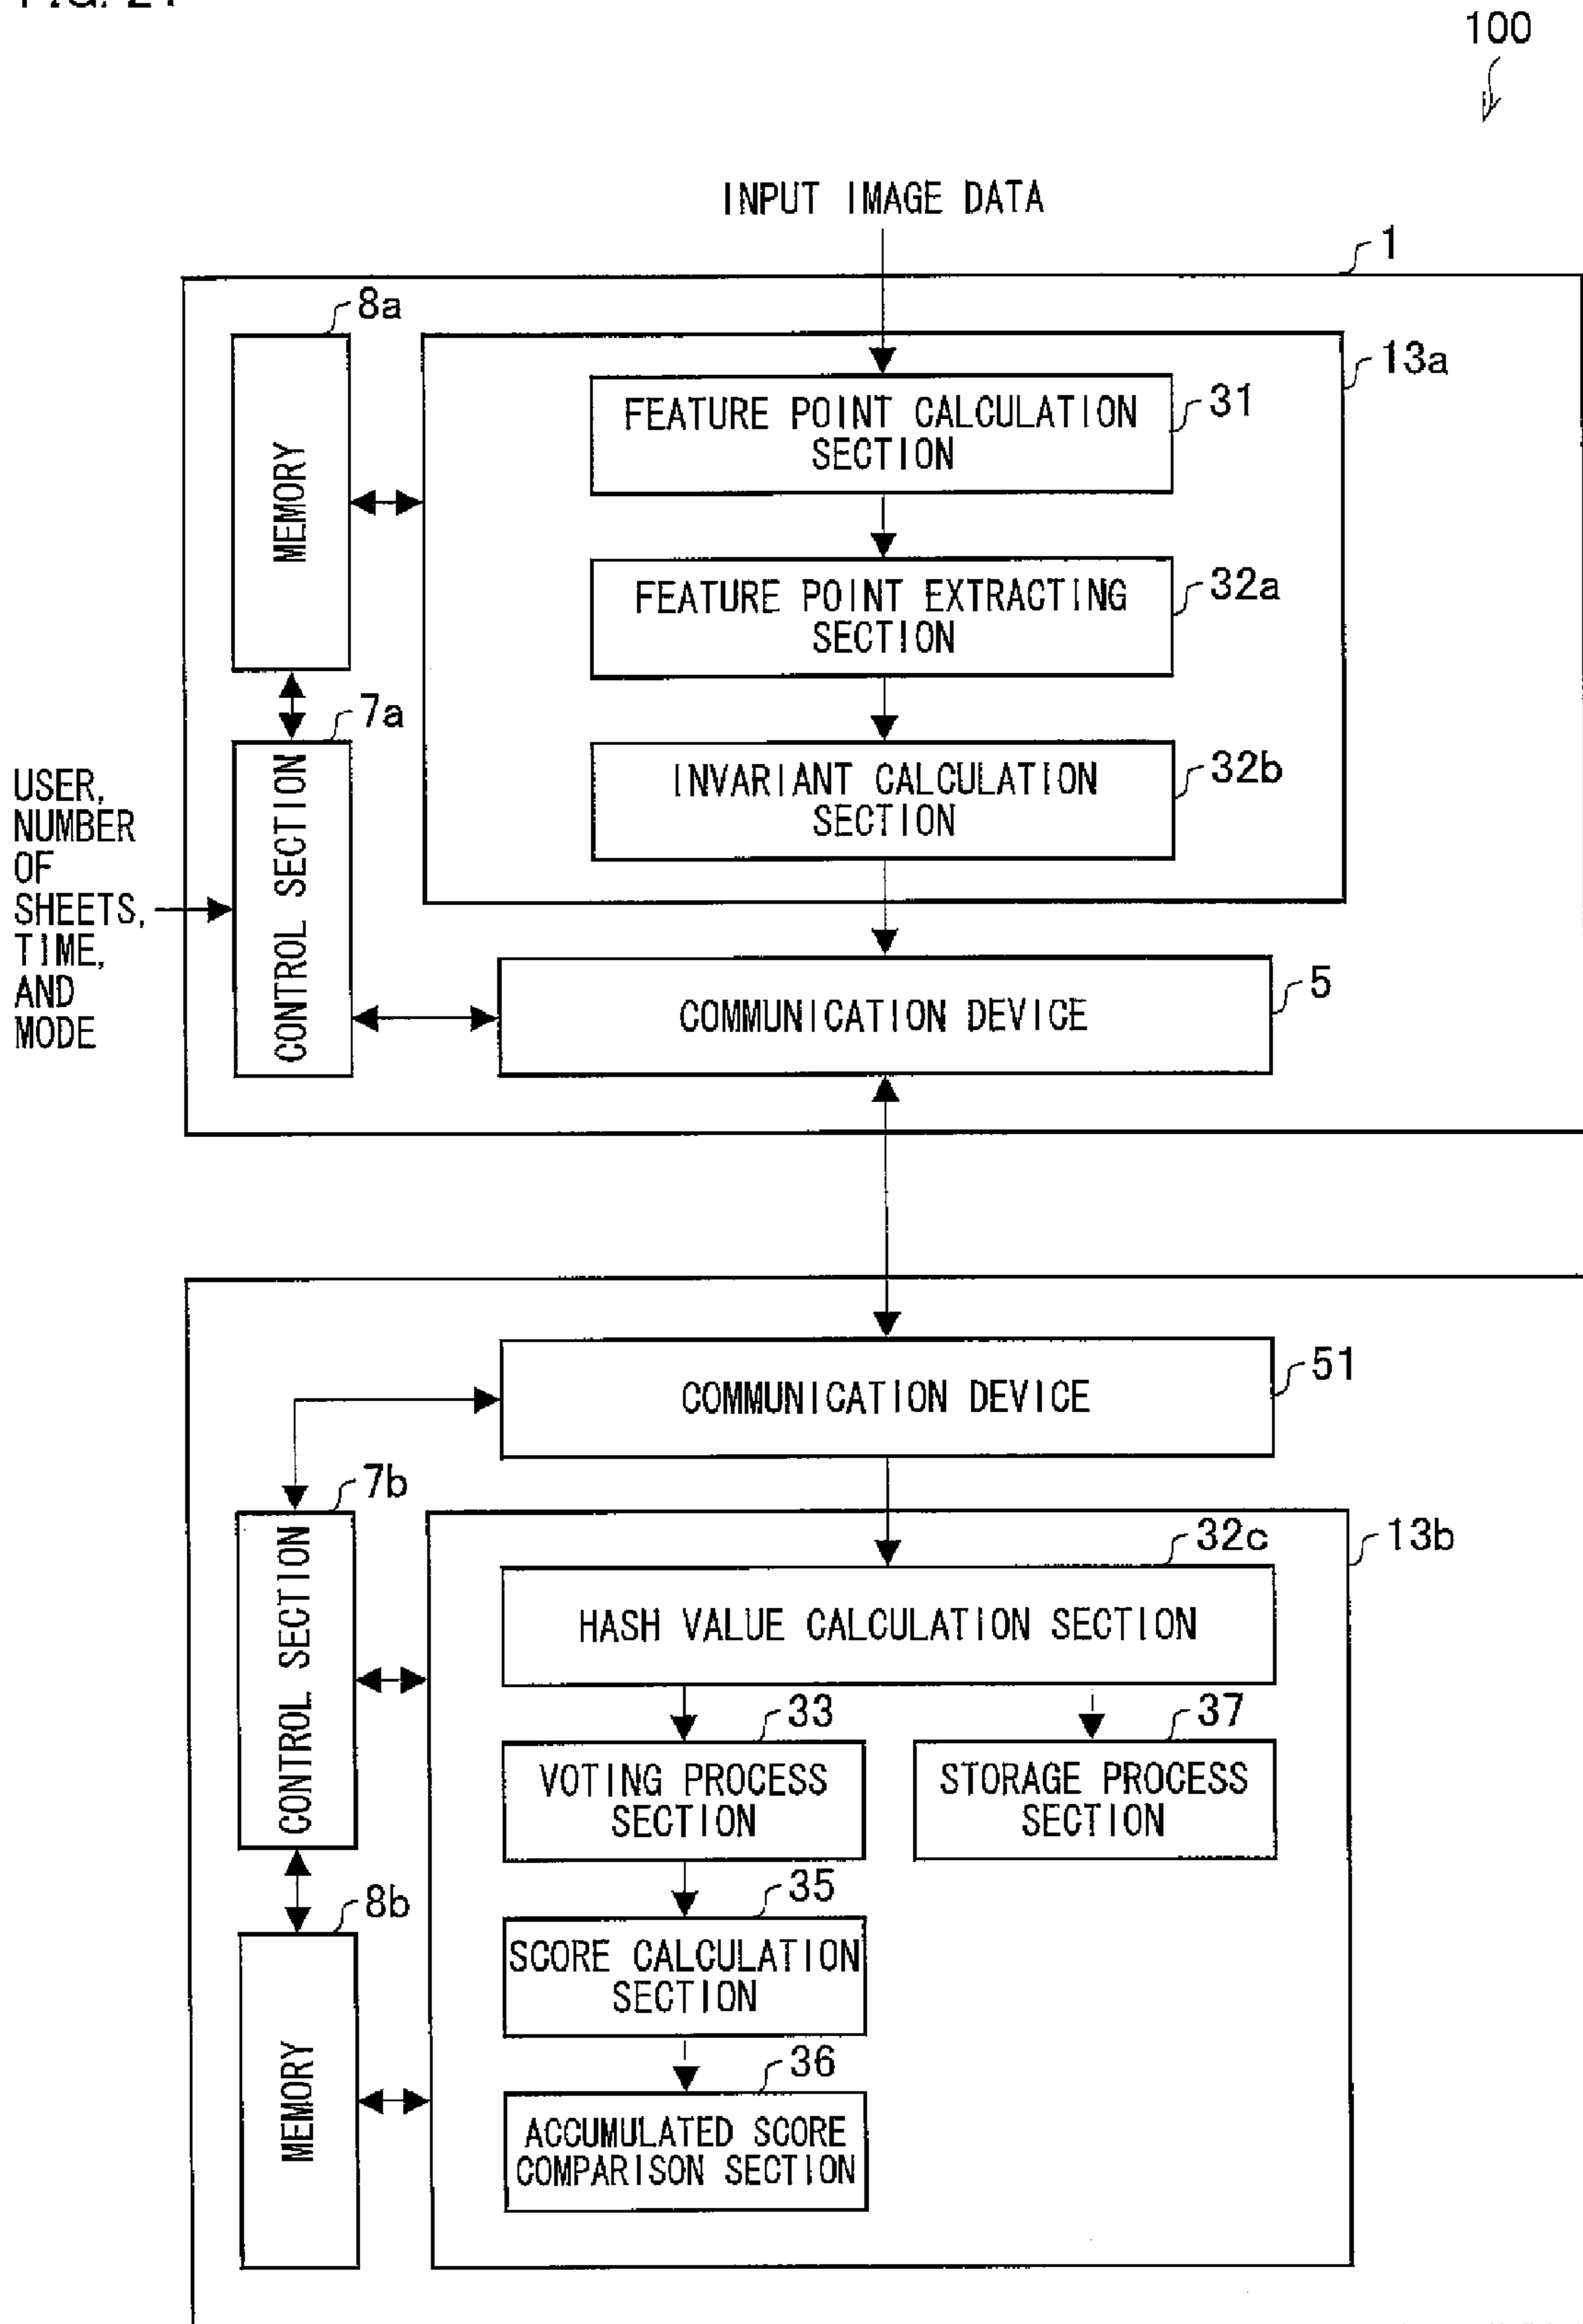 100
INPUT IMAGE DATA
1
8a
13a
MEMORY
FEATURE POINT CALCULATION
SECTION
31
FEATURE POINT EXTRACTING
SECTION
32a
7a
INVARIANT CALCULATION
SECTION
32b
USER,
NUMBER
OF
SHEETS,
TIME,
AND
MODE
CONTROL SECTION
COMMUNICATION DEVICE
5
COMMUNICATION DEVICE
51
7b
13b
32c
CONTROL SECTION
HASH VALUE CALCULATION SECTION
33
37
VOTING PROCESS
SECTION
STORAGE PROCESS
SECTION
8b
35
SCORE CALCULATION
SECTION
MEMORY
36
ACCUMULATED SCORE
COMPARISON SECTION